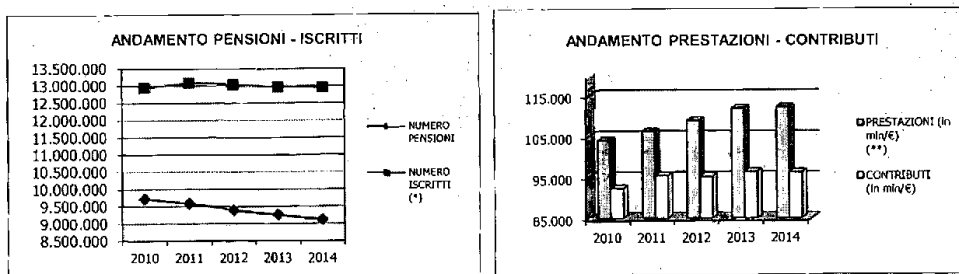 ANDAMENTO PENSIONI - ISCRITTI
13.500.000
13.000.000
12.500.000
12.000.000
11.500.000
11.000.000
10.500.000
10.000.000
9.500.000
9.000.000
8.500.000
2010 2011 2012 2013 2014
NUMERO
PENSIONI
NUMERO
ISCRITTI
(*)
ANDAMENTO PRESTAZIONI - CONTRIBUTI
115.000
105.000
95.000
85.000
2010 2011 2012 2013 2014
PRESTAZIONI (in
mln/€)
(**)
CONTRIBUTI
(in mln/€)